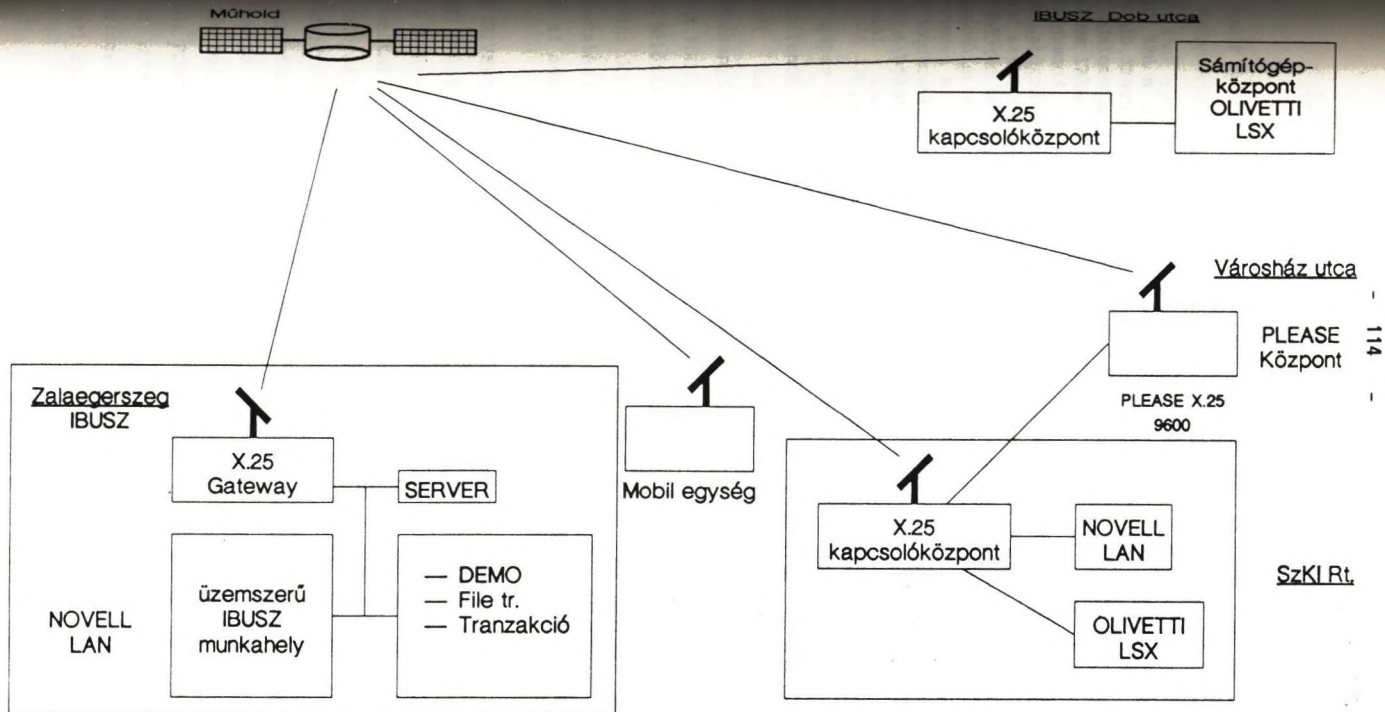 Műhold
IBUSZ Dob utca
X.25
kapcsolóközpont
Sámítógép-
központ
OLIVETTI
LSX
Városház utca
PLEASE
Központ
PLEASE X.25
9600
- 114 -
Zalaegerszeg
IBUSZ
X.25
Gateway
SERVER
NOVELL
LAN
üzemszerű
IBUSZ
munkahely
— DEMO
— File tr.
— Tranzakció
Mobil egység
X.25
kapcsolóközpont
NOVELL
LAN
OLIVETTI
LSX
SzKI Rt.